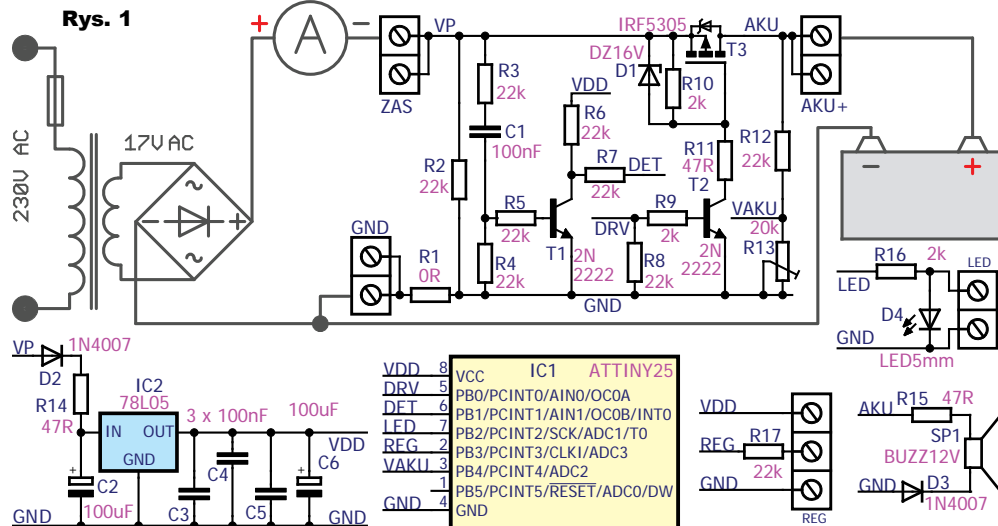 Rys. 1
230V AC
17V AC
+
A
-
~
~
-
+
VP
ZAS
GND
R1
0R
R2
22k
R3
22k
C1
100nF
R4
22k
R5
22k
VDD
R6
22k
R7
22k
DET
T1
2N
2222
GND
DZ16V
D1
R10
2k
IRF5305
T3
AKU
R11
47R
R9
2k
DRV
R8
22k
T2
2N
2222
R12
22k
VAKU
20k
R13
AKU+
-
+
R16
2k
LED
LED
D4
GND
LED5mm
VP
1N4007
D2
R14
47R
IC2
78L05
IN
OUT
GND
3 x 100nF
100uF
VDD
+
C2
100uF
C3
C4
C5
+
C6
GND
GND
IC1
ATTINY25
VDD 8 VCC
DRV 5 PB0/PCINT0/AIN0/OC0A
DET 6 PB1/PCINT1/AIN1/OC0B/INT0
LED 7 PB2/PCINT2/SCK/ADC1/T0
REG 2 PB3/PCINT3/CLKI/ADC3
VAKU 3 PB4/PCINT4/ADC2
1 PB5/PCINT5/RESET/ADC0/DW
GND 4 GND
VDD
REG
R17
22k
GND
REG
AKU
R15
47R
SP1
BUZZ12V
GND
D3
1N4007